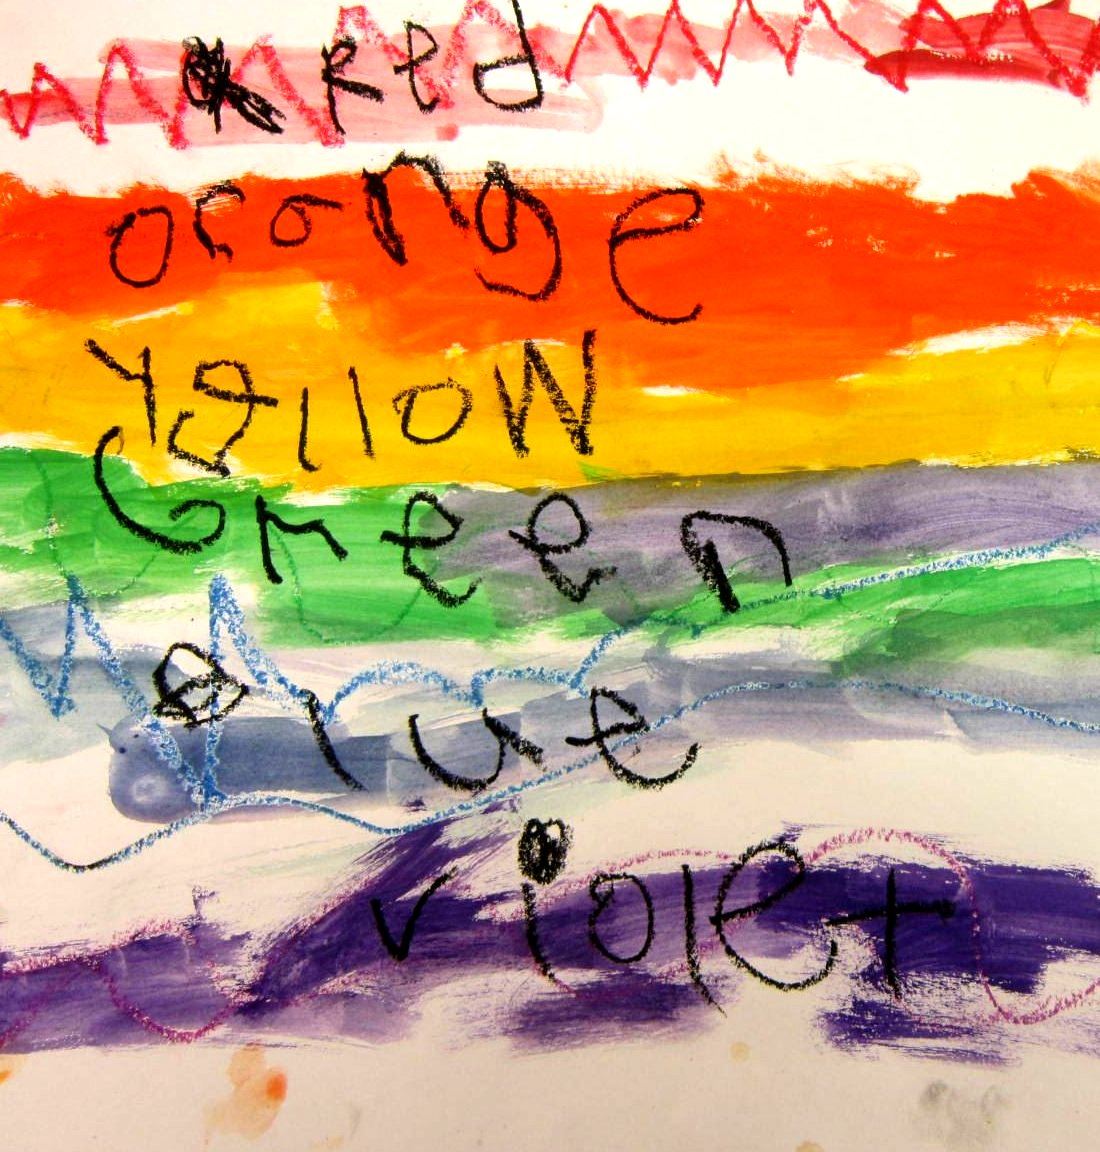 Red
orange
YelloW
Green
Blue
violet